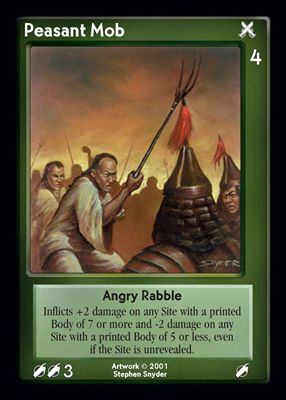 Peasant Mob
4
SNYDER
Angry Rabble
Inflicts +2 damage on any Site with a printed
Body of 7 or more and -2 damage on any
Site with a printed Body of 5 or less, even
if the Site is unrevealed.
3
Artwork © 2001
Stephen Snyder